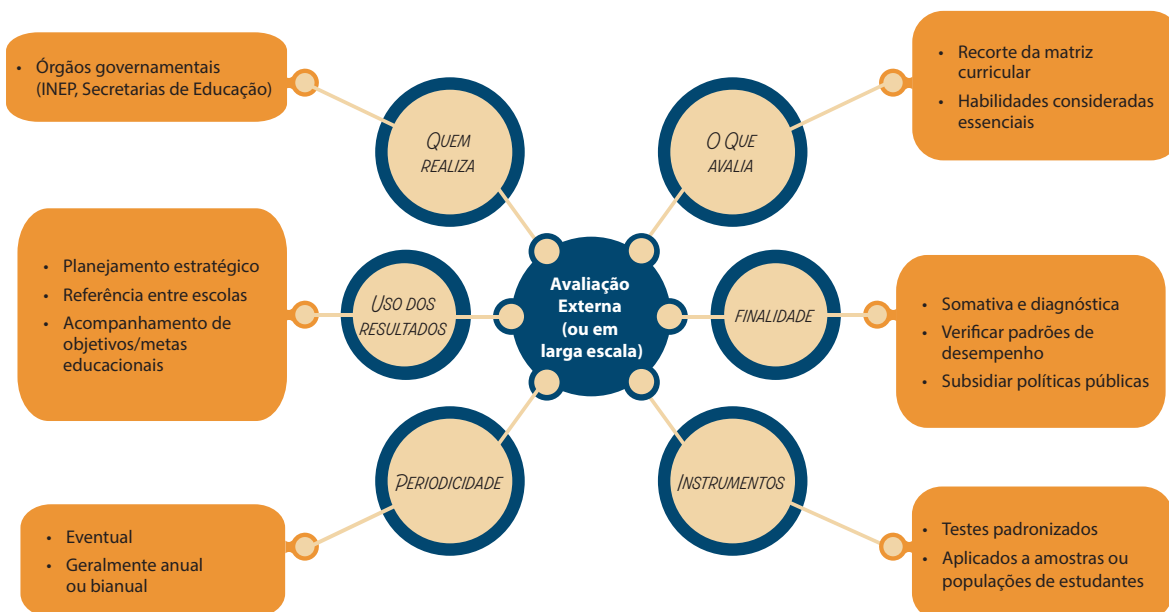 • Órgãos governamentais
(INEP, Secretarias de Educação)
Quem
realiza
O Que
avalia
• Recorte da matriz
curricular
• Habilidades consideradas
essenciais
• Planejamento estratégico
• Referência entre escolas
• Acompanhamento de
objetivos/metas
educacionais
Uso dos
resultados
Avaliação
Externa
(ou em
larga escala)
finalidade
• Somativa e diagnóstica
• Verificar padrões de
desempenho
• Subsidiar políticas públicas
Periodicidade
Instrumentos
• Eventual
• Geralmente anual
ou bianual
• Testes padronizados
• Aplicados a amostras ou
populações de estudantes